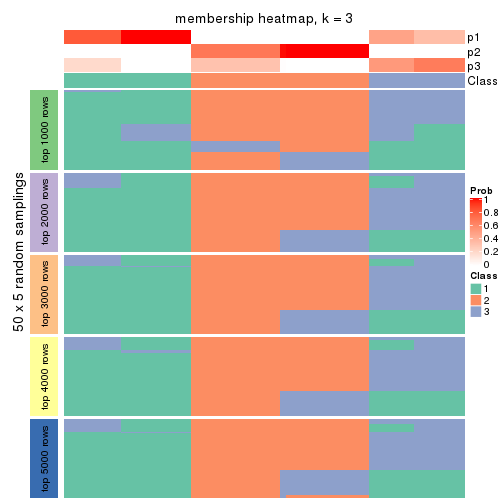 membership heatmap, k = 3
p1
p2
p3
Class
50 x 5 random samplings
top 1000 rows
top 2000 rows
top 3000 rows
top 4000 rows
top 5000 rows
Prob
1
0.8
0.6
0.4
0.2
0
Class
1
2
3